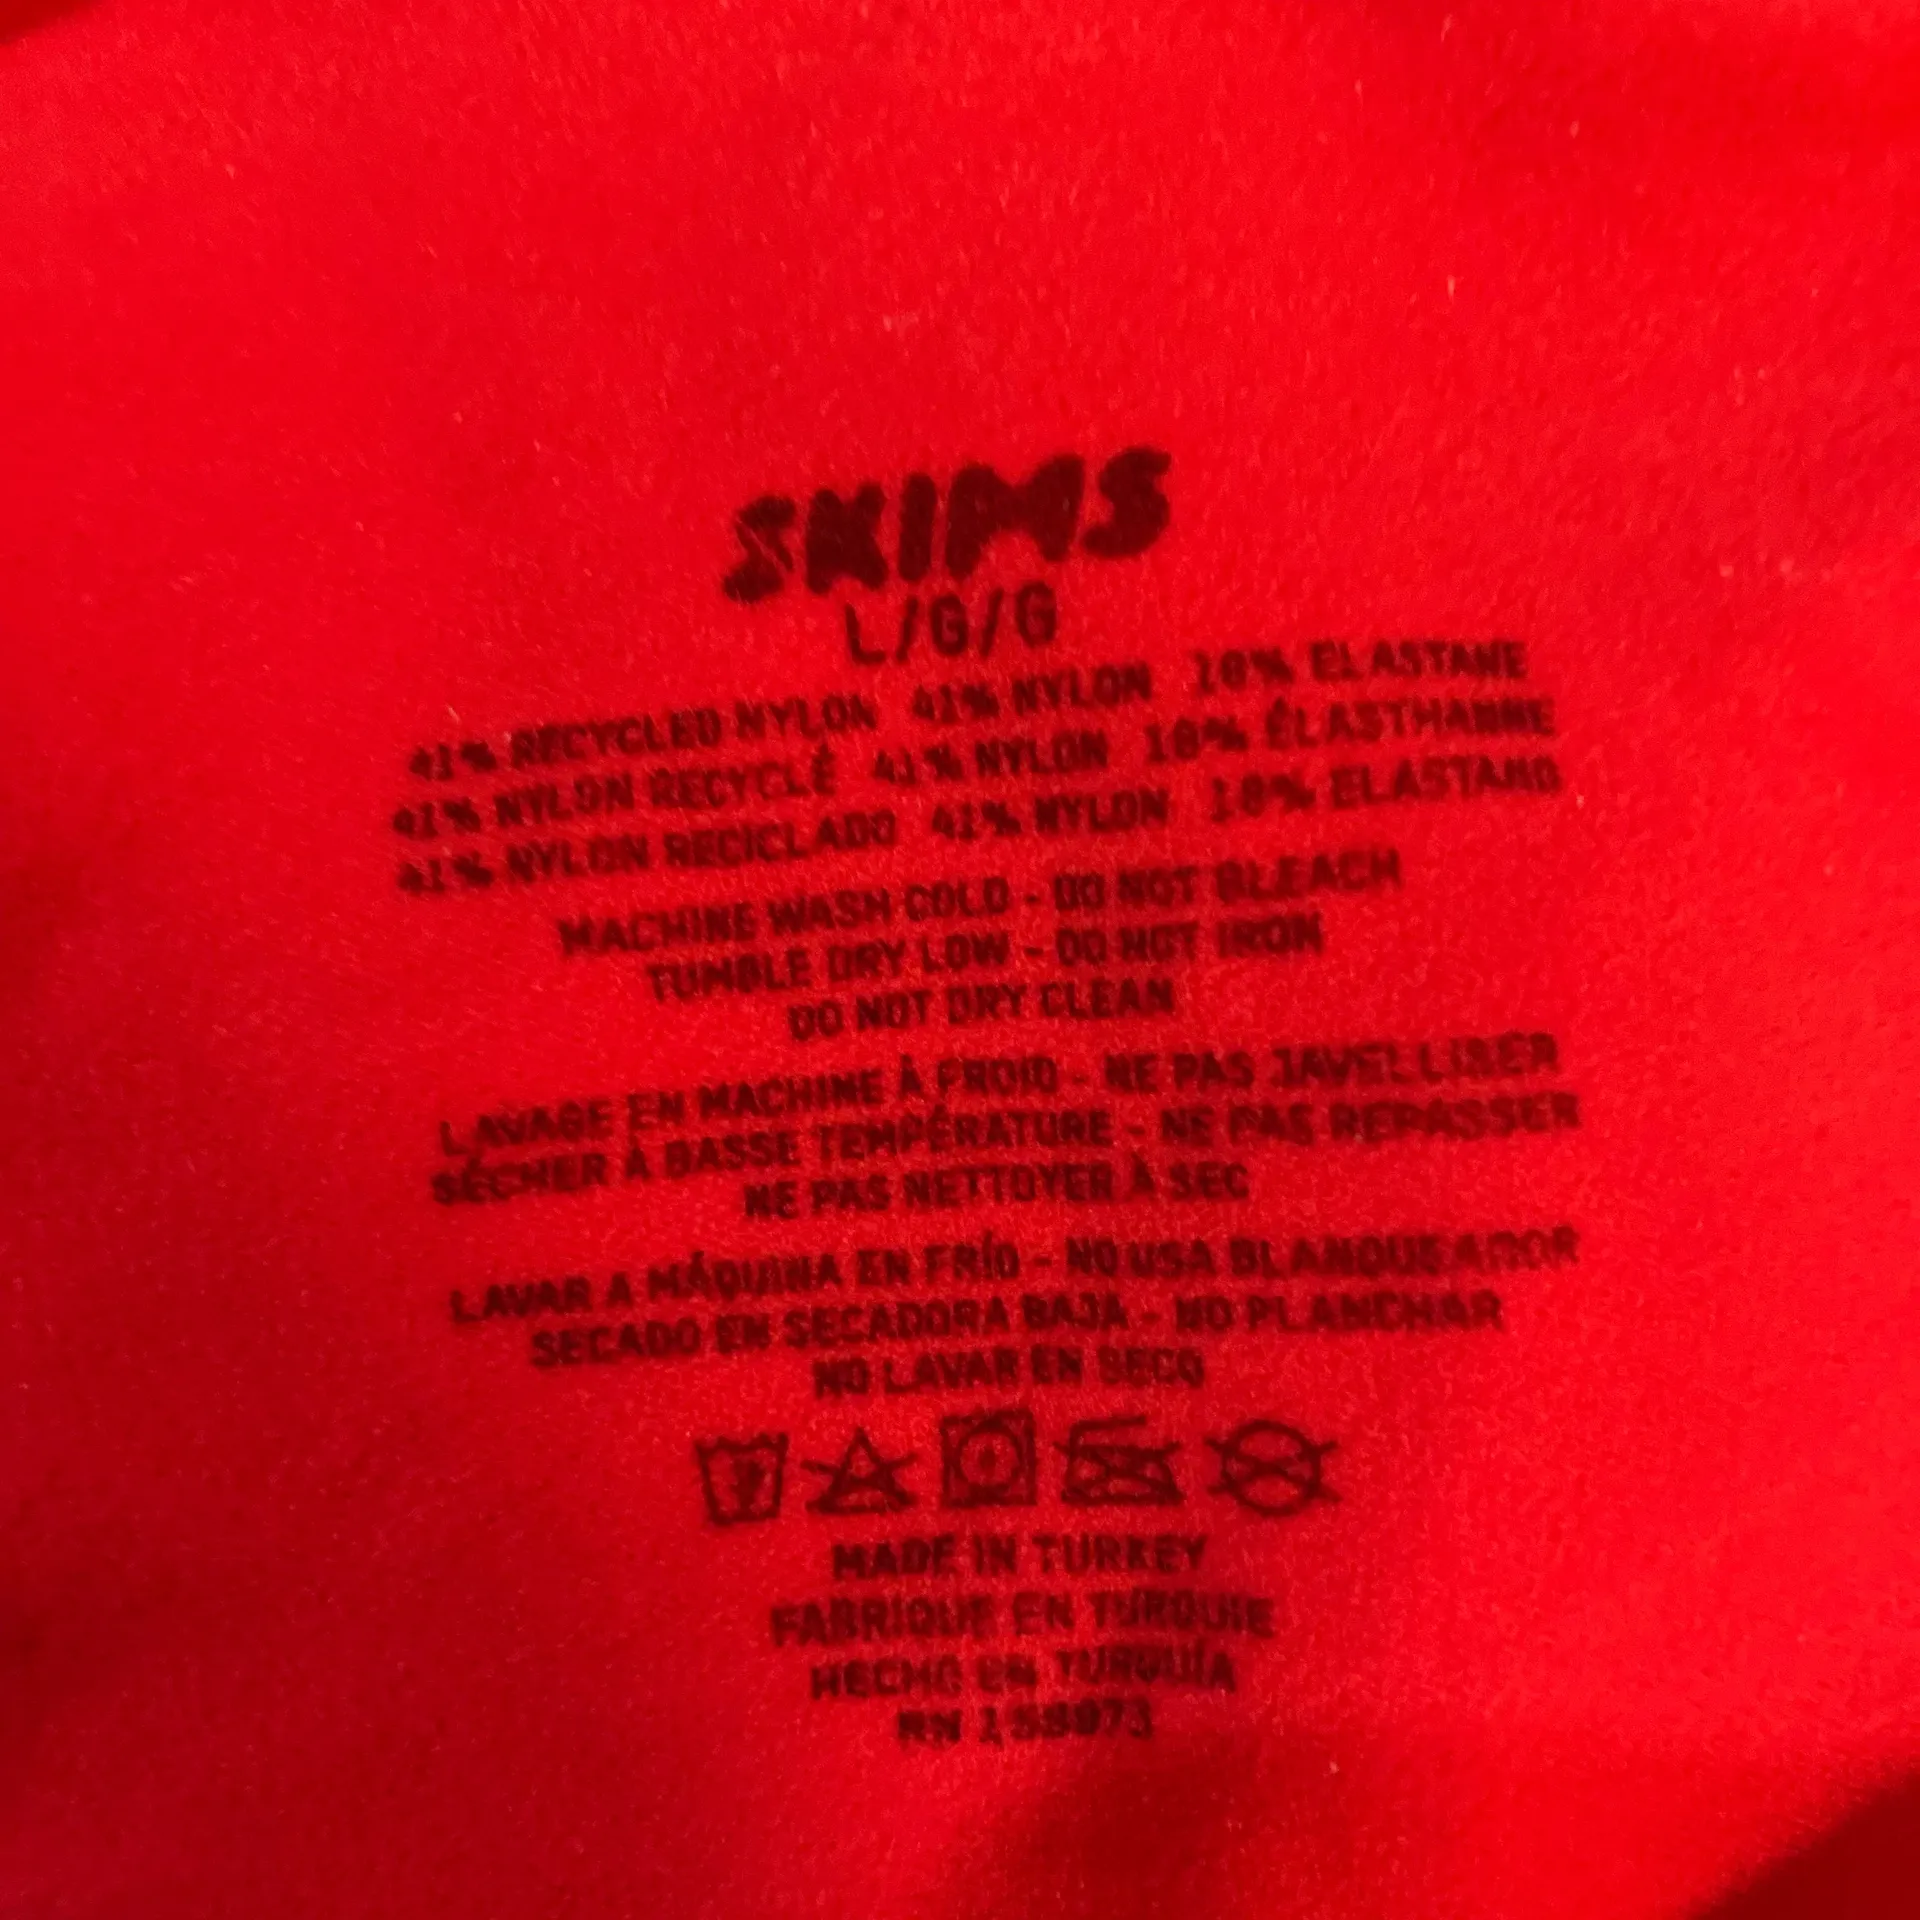 SKIMS
L/G/G
41% RECYCLED NYLON 41% NYLON 18% ELASTANE
41% NYLON RECYCLÉ 41% NYLON 18% ÉLASTHANNE
41% NYLON RECICLADO 41% NYLON 18% ELASTANO
MACHINE WASH COLD - DO NOT BLEACH
TUMBLE DRY LOW - DO NOT IRON
DO NOT DRY CLEAN
LAVAGE EN MACHINE À FROID - NE PAS JAVELLISER
SÉCHER À BASSE TEMPÉRATURE - NE PAS REPASSER
NE PAS NETTOYER À SEC
LAVAR A MÁQUINA EN FRÍO - NO USA BLANQUEADOR
SECADO EN SECADORA BAJA - NO PLANCHAR
NO LAVAR EN SECO
MADE IN TURKEY
FABRIQUE EN TURQUIE
HECHO EN TURQUÍA
RN